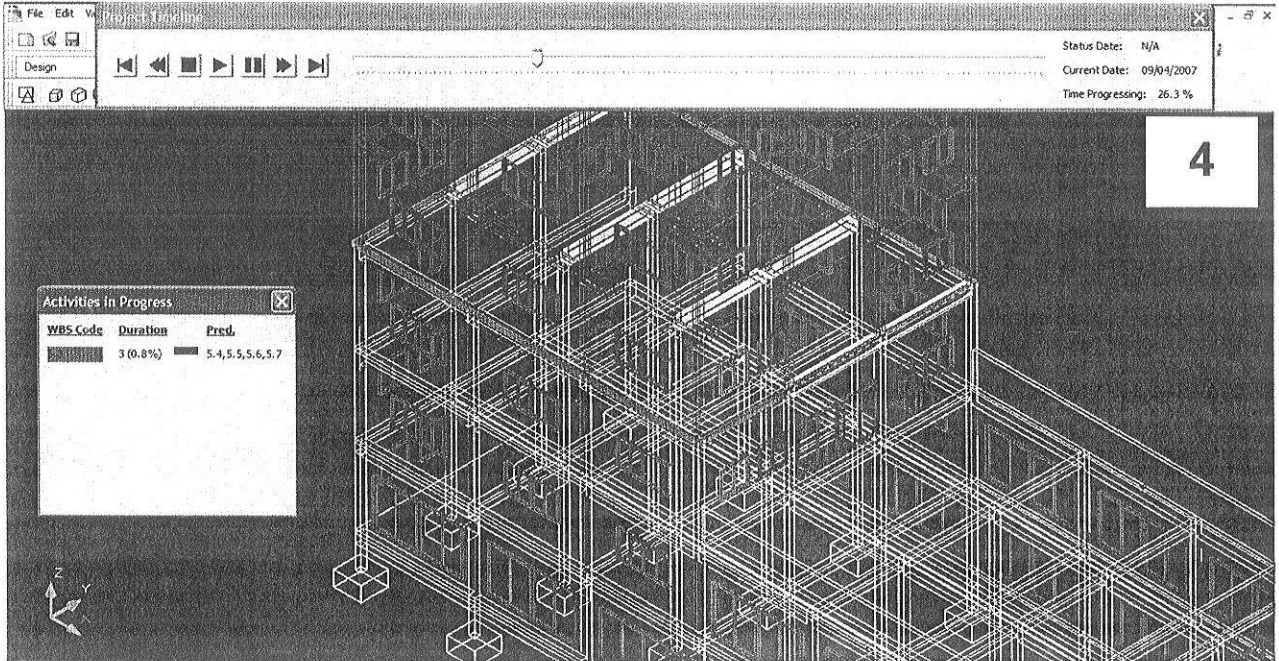 File Edit
Project Timeline
Design
Status Date: N/A
Current Date: 09/04/2007
Time Progressing: 26.3 %
4
Activities in Progress
WBS Code Duration Pred.
3 (0.8%) 5.4,5.5,5.6,5.7
Z
Y